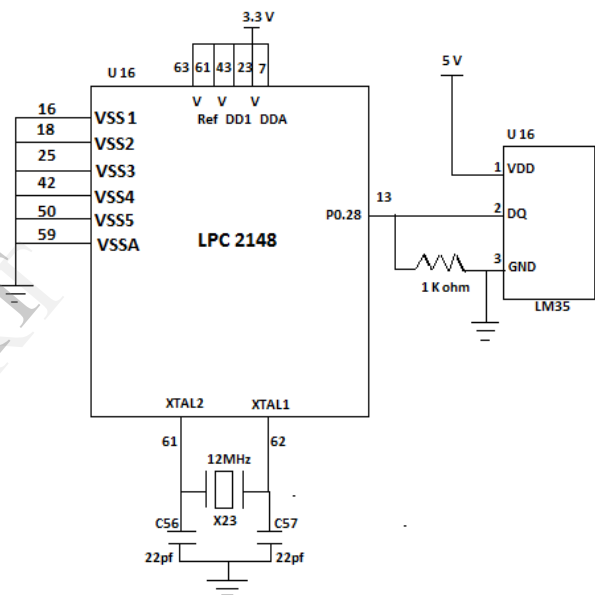 3.3 V
U 16
63 61 43 23 7
V V V
Ref DD1 DDA
16
VSS1
18
VSS2
25
VSS3
42
VSS4
50
VSS5
59
VSSA
LPC 2148
P0.28
13
5 V
U 16
1 VDD
2 DQ
3 GND
1 K ohm
LM35
XTAL2 XTAL1
61 62
12MHz
X23
C56 C57
22pf 22pf